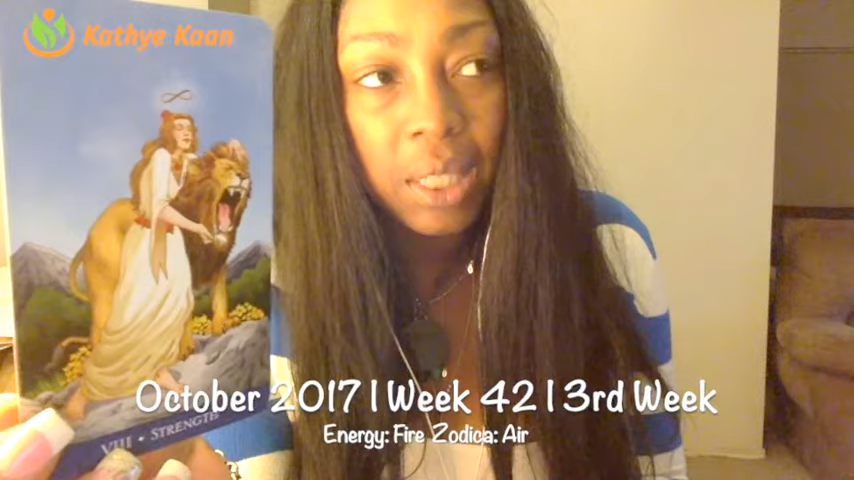 Kathye Kaan
October 2017 | Week 42 | 3rd Week
Energy: Fire Zodica: Air
VIII • STRENGTH